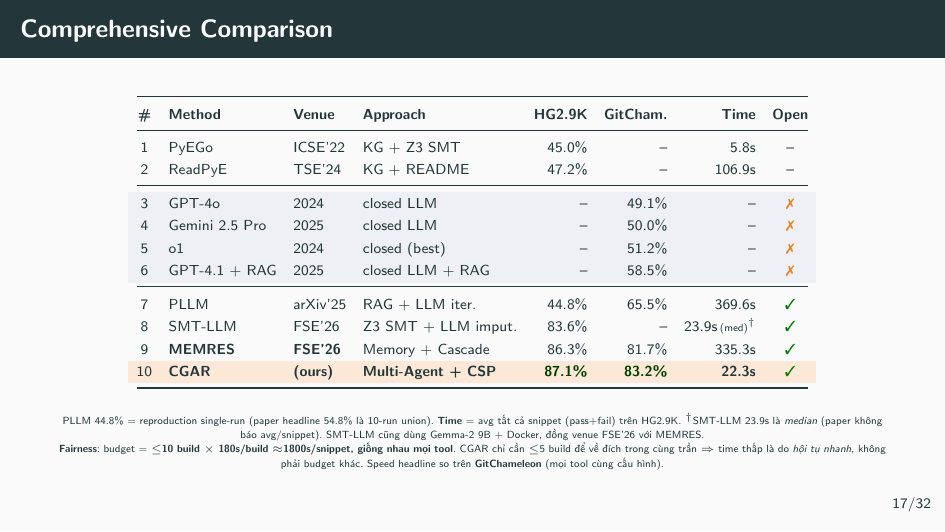 Comprehensive Comparison
# Method Venue Approach HG2.9K GitCham. Time Open
1 PyEGo ICSE'22 KG + Z3 SMT 45.0% – 5.8s –
2 ReadPyE TSE'24 KG + README 47.2% – 106.9s –
3 GPT-4o 2024 closed LLM – 49.1% – ✗
4 Gemini 2.5 Pro 2025 closed LLM – 50.0% – ✗
5 o1 2024 closed (best) – 51.2% – ✗
6 GPT-4.1 + RAG 2025 closed LLM + RAG – 58.5% – ✗
7 PLLM arXiv'25 RAG + LLM iter. 44.8% 65.5% 369.6s ✓
8 SMT-LLM FSE'26 Z3 SMT + LLM imput. 83.6% – 23.9s (med)† ✓
9 MEMRES FSE'26 Memory + Cascade 86.3% 81.7% 335.3s ✓
10 CGAR (ours) Multi-Agent + CSP 87.1% 83.2% 22.3s ✓
PLLM 44.8% = reproduction single-run (paper headline 54.8% là 10-run union). Time = avg tất cả snippet (pass+fail) trên HG2.9K. †SMT-LLM 23.9s là median (paper không
báo avg/snippet). SMT-LLM cũng dùng Gemma-2 9B + Docker, đồng venue FSE'26 với MEMRES.
Fairness: budget = ≤10 build × 180s/build ≈1800s/snippet, giống nhau mọi tool. CGAR chỉ cần ≤5 build để về đích trong cùng trần ⇒ time thấp là do hội tụ nhanh, không
phải budget khác. Speed headline so trên GitChameleon (mọi tool cùng cấu hình).
17/32